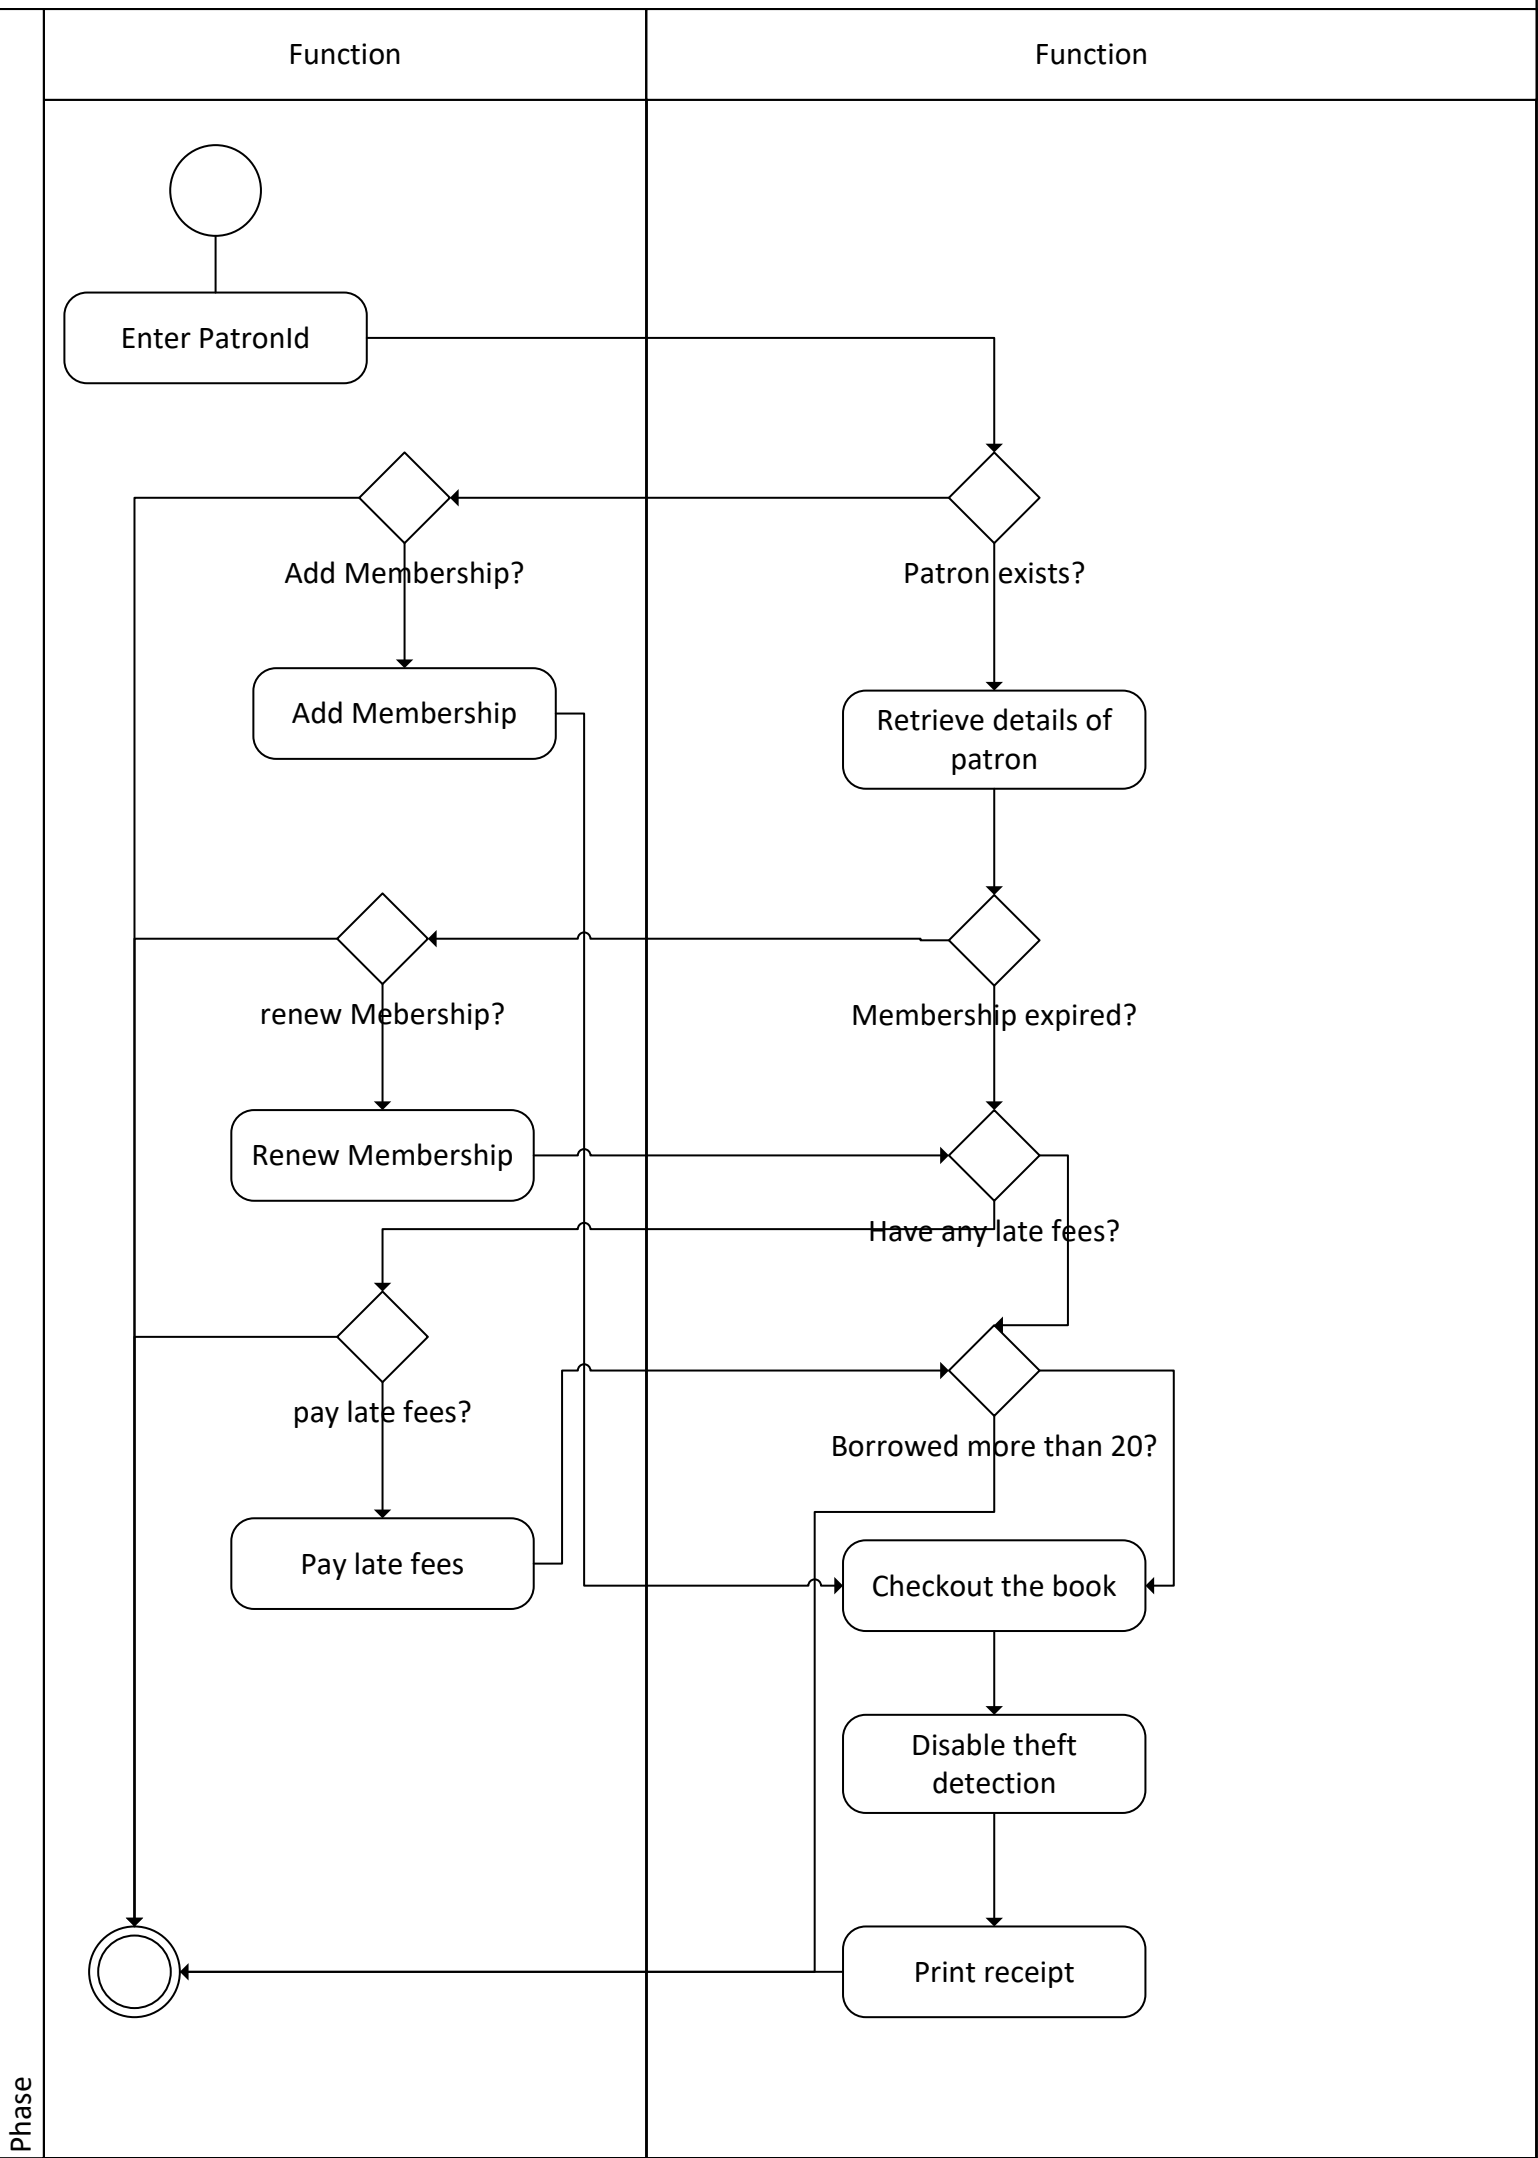 Function
Function
Enter PatronId
Add Membership?
Patron exists?
Add Membership
Retrieve details of
patron
renew Mebership?
Membership expired?
Renew Membership
Have any late fees?
pay late fees?
Borrowed more than 20?
Pay late fees
Checkout the book
Disable theft
detection
Print receipt
Phase